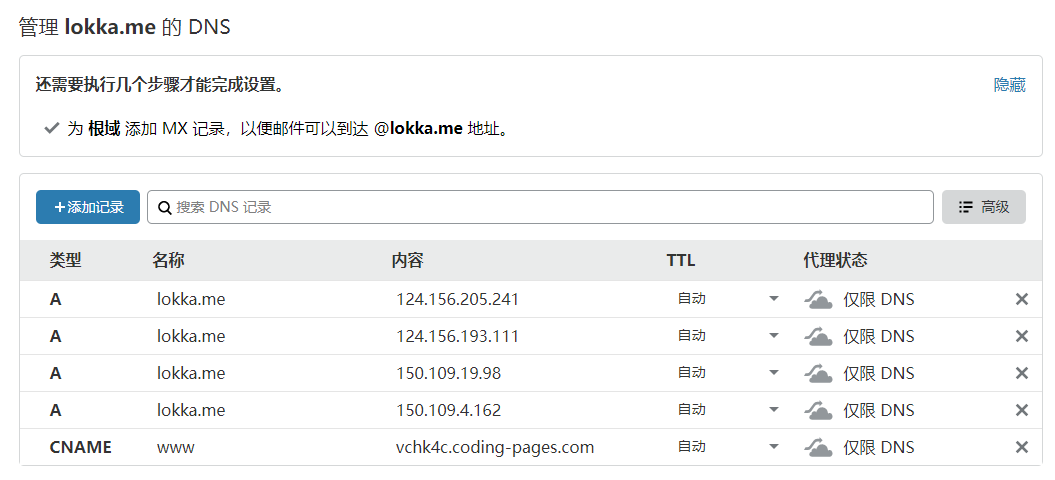 管理 lokka.me 的 DNS
还需要执行几个步骤才能完成设置。 隐藏
为 根域 添加 MX 记录，以便邮件可以到达 @lokka.me 地址。
+添加记录 搜索 DNS 记录 高级
类型 名称 内容 TTL 代理状态
A lokka.me 124.156.205.241 自动 仅限 DNS
A lokka.me 124.156.193.111 自动 仅限 DNS
A lokka.me 150.109.19.98 自动 仅限 DNS
A lokka.me 150.109.4.162 自动 仅限 DNS
CNAME www vchk4c.coding-pages.com 自动 仅限 DNS